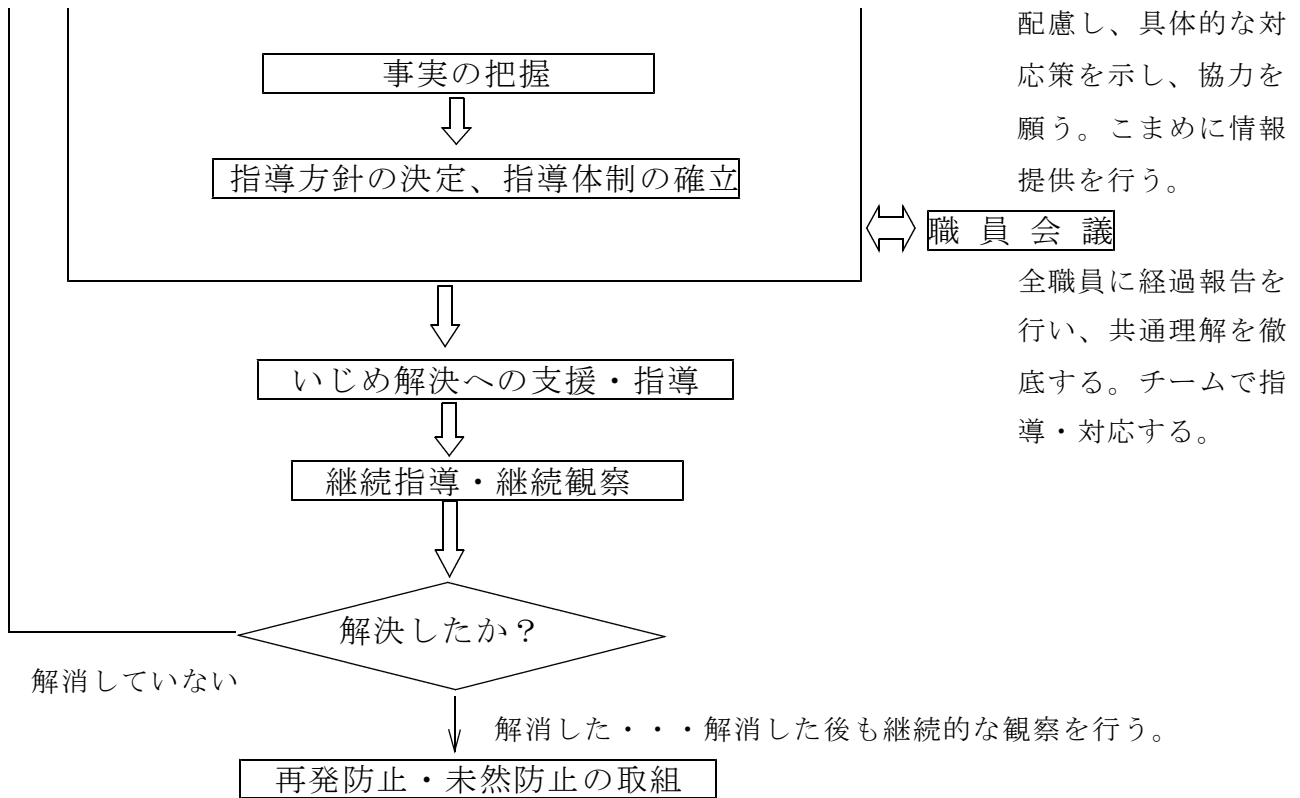 配慮し、具体的な対
応策を示し、協力を
願う。こまめに情報
提供を行う。
事実の把握
指導方針の決定、指導体制の確立
職 員 会 議
全職員に経過報告を
行い、共通理解を徹
底する。チームで指
導・対応する。
いじめ解決への支援・指導
継続指導・継続観察
解決したか？
解消していない
解消した・・・解消した後も継続的な観察を行う。
再発防止・未然防止の取組